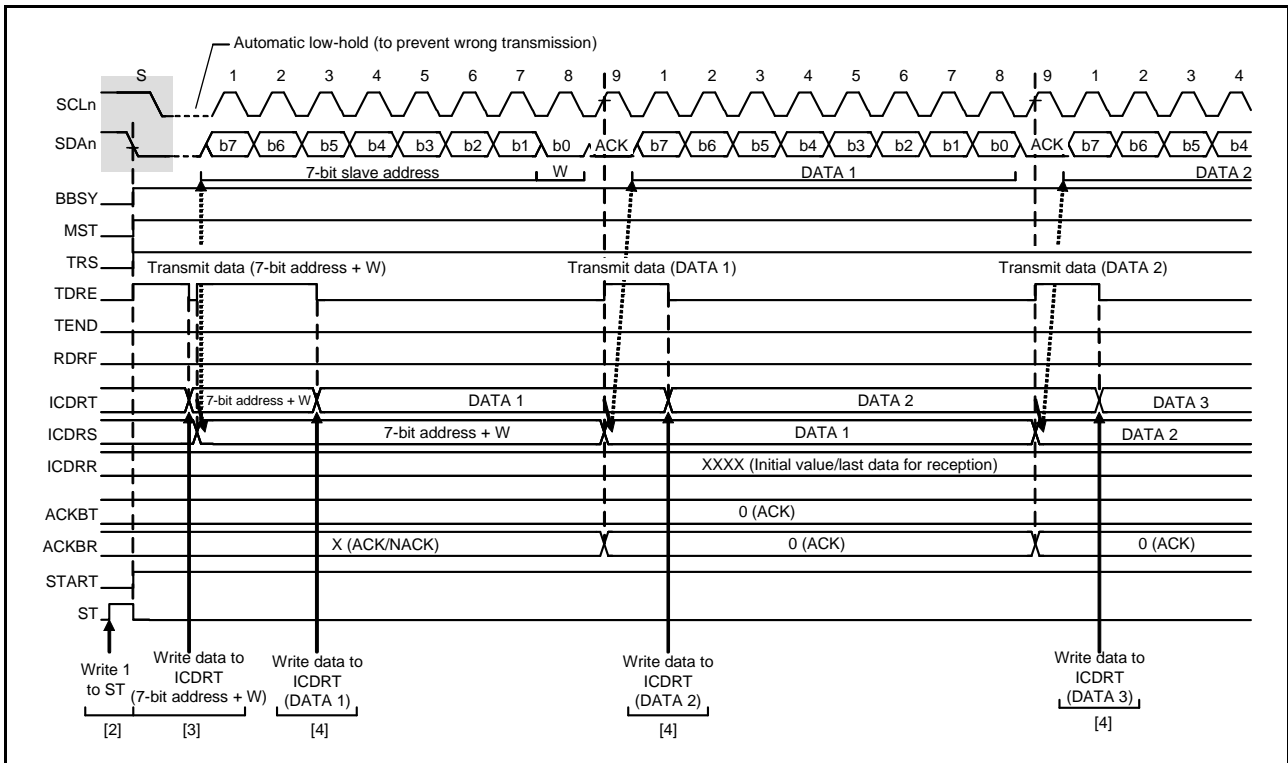 Automatic low-hold (to prevent wrong transmission)
S 1 2 3 4 5 6 7 8 9 1 2 3 4 5 6 7 8 9 1 2 3 4
SCLn
SDAn b7 b6 b5 b4 b3 b2 b1 b0 ACK b7 b6 b5 b4 b3 b2 b1 b0 ACK b7 b6 b5 b4
7-bit slave address W DATA 1 DATA 2
BBSY
MST
TRS
Transmit data (7-bit address + W) Transmit data (DATA 1) Transmit data (DATA 2)
TDRE
TEND
RDRF
ICDRT 7-bit address + W DATA 1 DATA 2 DATA 3
ICDRS 7-bit address + W DATA 1 DATA 2
ICDRR XXXX (Initial value/last data for reception)
ACKBT 0 (ACK)
ACKBR X (ACK/NACK) 0 (ACK) 0 (ACK)
START
ST
Write 1
to ST
[2]
Write data to
ICDRT
(7-bit address + W)
[3]
Write data to
ICDRT
(DATA 1)
[4]
Write data to
ICDRT
(DATA 2)
[4]
Write data to
ICDRT
(DATA 3)
[4]